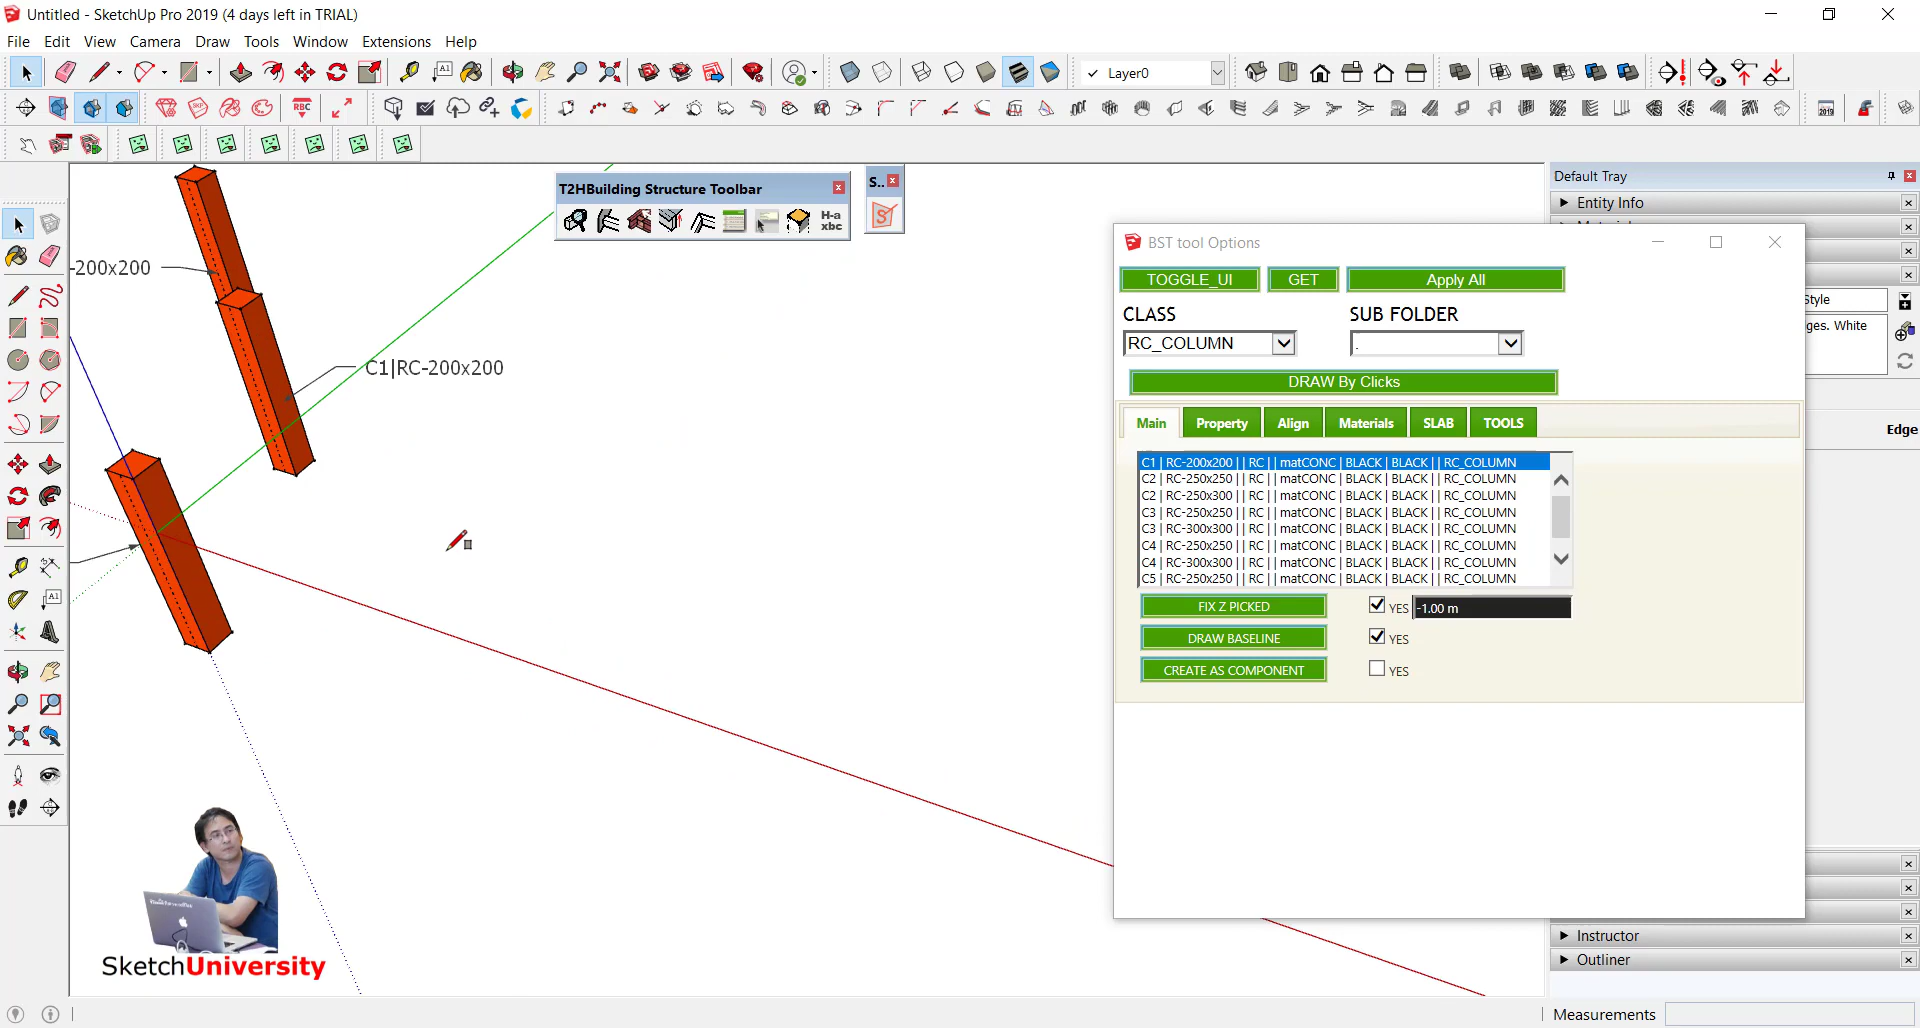 Untitled - SketchUp Pro 2019 (4 days left in TRIAL)
File Edit View Camera Draw Tools Window Extensions Help
A1
Layer0
RBC
2019
T2HBuilding Structure Toolbar
S..
H-a
xbc
Default Tray
Entity Info
-200x200
C1|RC-200x200
BST tool Options
TOGGLE_UI GET Apply All
CLASS SUB FOLDER
RC_COLUMN .
DRAW By Clicks
Main Property Align Materials SLAB TOOLS
C1 | RC-200x200 | | RC | | matCONC | BLACK | BLACK | | RC_COLUMN
C2 | RC-250x250 | | RC | | matCONC | BLACK | BLACK | | RC_COLUMN
C2 | RC-250x300 | | RC | | matCONC | BLACK | BLACK | | RC_COLUMN
C3 | RC-250x250 | | RC | | matCONC | BLACK | BLACK | | RC_COLUMN
C3 | RC-300x300 | | RC | | matCONC | BLACK | BLACK | | RC_COLUMN
C4 | RC-250x250 | | RC | | matCONC | BLACK | BLACK | | RC_COLUMN
C4 | RC-300x300 | | RC | | matCONC | BLACK | BLACK | | RC_COLUMN
C5 | RC-250x250 | | RC | | matCONC | BLACK | BLACK | | RC_COLUMN
FIX Z PICKED YES -1.00 m
DRAW BASELINE YES
CREATE AS COMPONENT YES
Style
ges. White
Edge
A1
SketchUniversity
Instructor
Outliner
Measurements